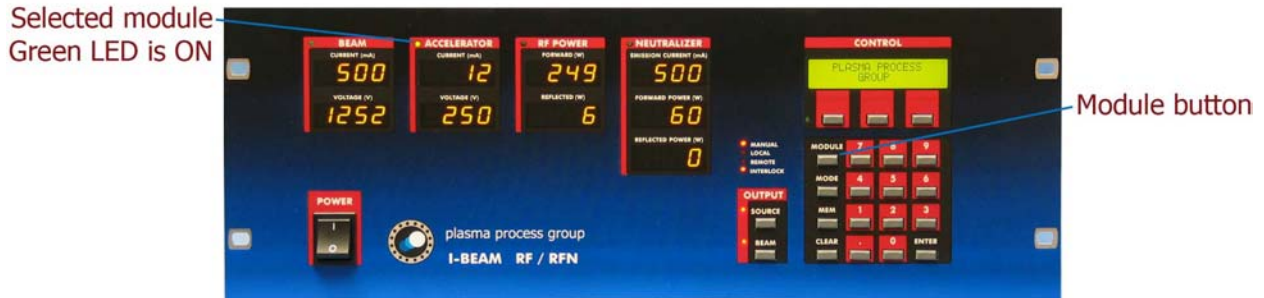 Selected module
Green LED is ON
Module button
BEAM
CURRENT (mA)
500
VOLTAGE (V)
1252
ACCELERATOR
CURRENT (mA)
12
VOLTAGE (V)
250
RF POWER
FORWARD (W)
249
REFLECTED (W)
6
NEUTRALIZER
EMISSION CURRENT (mA)
500
FORWARD POWER (W)
60
REFLECTED POWER (W)
0
CONTROL
PLASMA PROCESS
GROUP
MANUAL
LOCAL
REMOTE
INTERLOCK
MODULE 7 8 9
MODE 4 5 6
MEM 1 2 3
CLEAR . 0 ENTER
OUTPUT
SOURCE
BEAM
POWER
I
O
plasma process group
I-BEAM RF / RFN